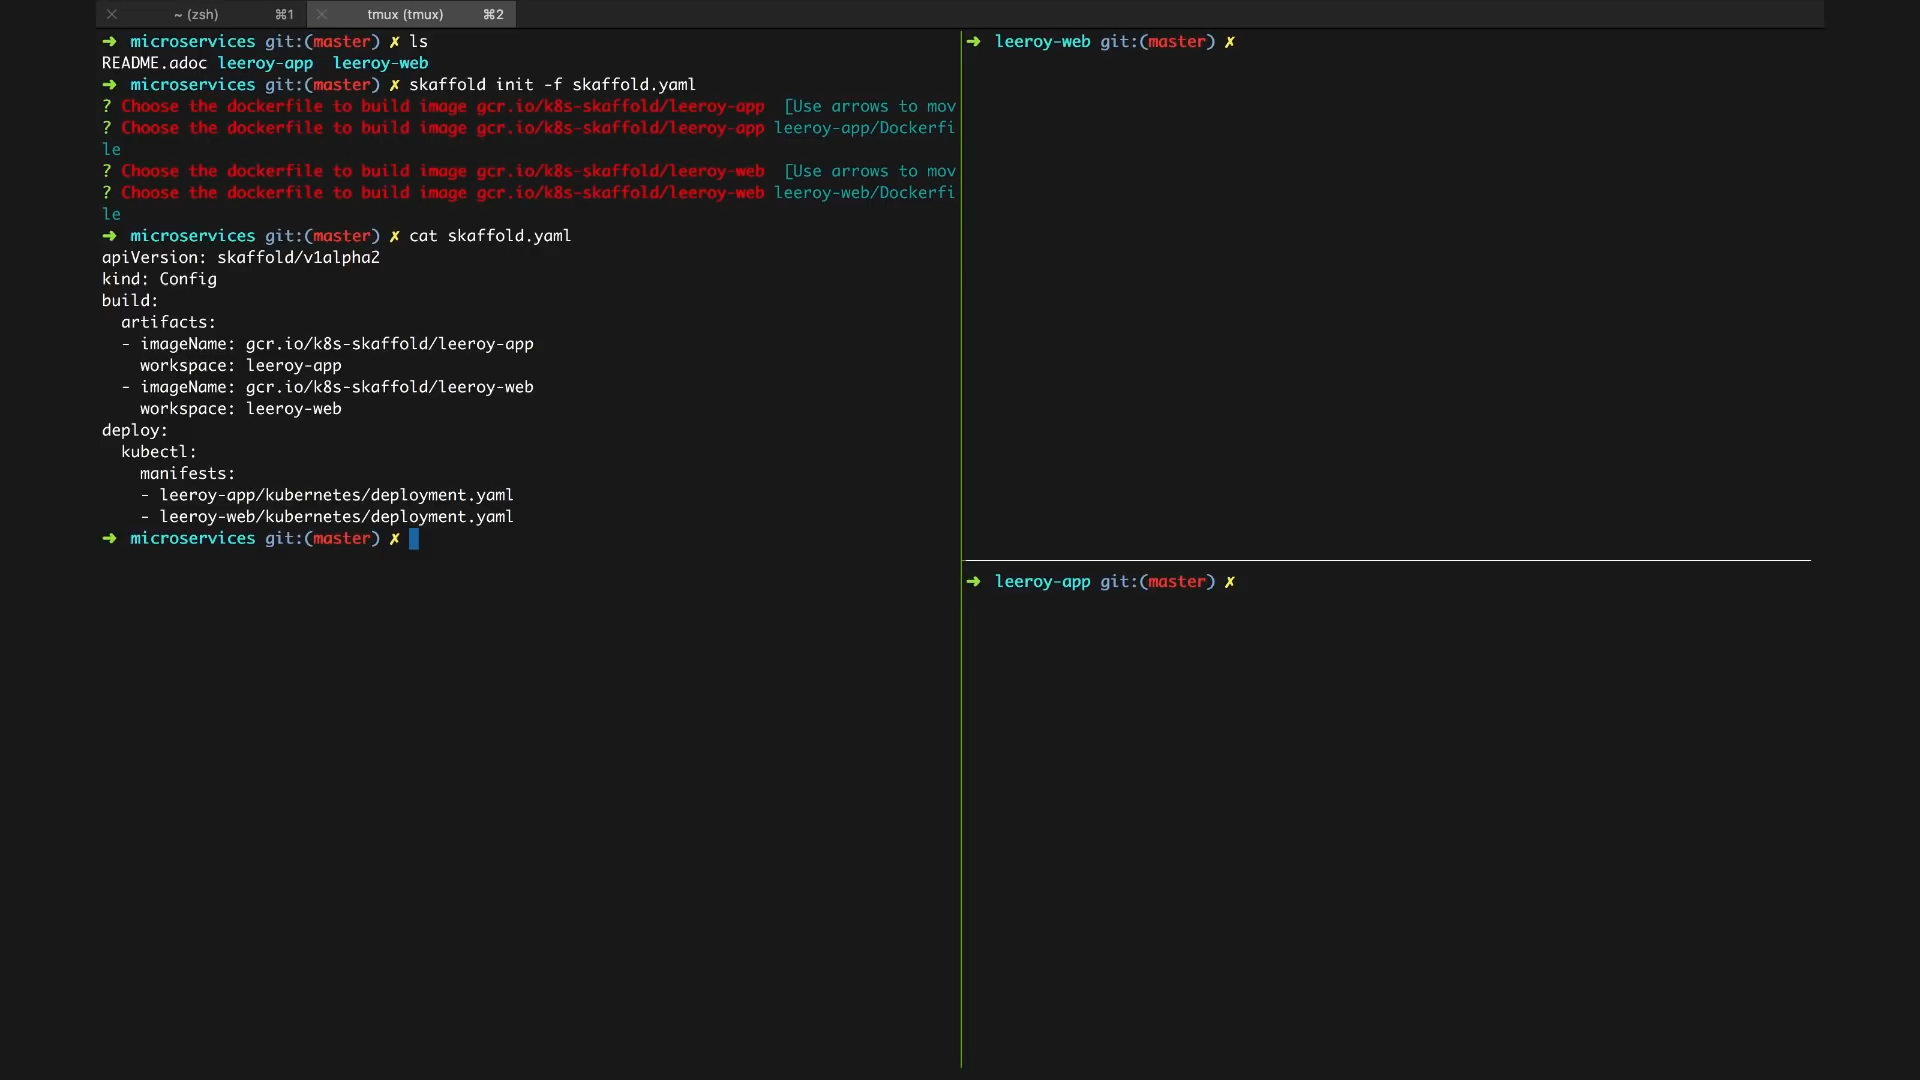 ~ (zsh) ⌘1 tmux (tmux) ⌘2
➜ microservices git:(master) ✗ ls
README.adoc leeroy-app leeroy-web
➜ microservices git:(master) ✗ skaffold init -f skaffold.yaml
? Choose the dockerfile to build image gcr.io/k8s-skaffold/leeroy-app [Use arrows to mov
? Choose the dockerfile to build image gcr.io/k8s-skaffold/leeroy-app leeroy-app/Dockerfi
le
? Choose the dockerfile to build image gcr.io/k8s-skaffold/leeroy-web [Use arrows to mov
? Choose the dockerfile to build image gcr.io/k8s-skaffold/leeroy-web leeroy-web/Dockerfi
le
➜ microservices git:(master) ✗ cat skaffold.yaml
apiVersion: skaffold/v1alpha2
kind: Config
build:
  artifacts:
  - imageName: gcr.io/k8s-skaffold/leeroy-app
    workspace: leeroy-app
  - imageName: gcr.io/k8s-skaffold/leeroy-web
    workspace: leeroy-web
deploy:
  kubectl:
    manifests:
    - leeroy-app/kubernetes/deployment.yaml
    - leeroy-web/kubernetes/deployment.yaml
➜ microservices git:(master) ✗
➜ leeroy-web git:(master) ✗
➜ leeroy-app git:(master) ✗